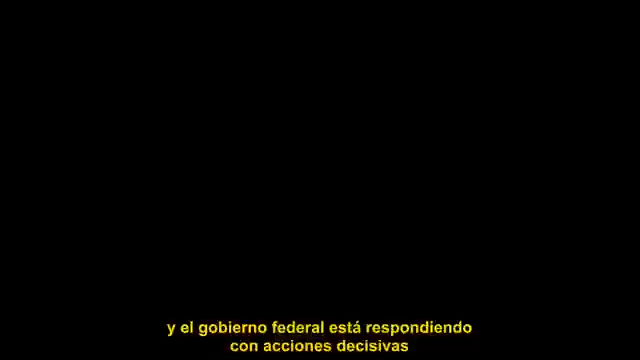 y el gobierno federal está respondiendo
con acciones decisivas